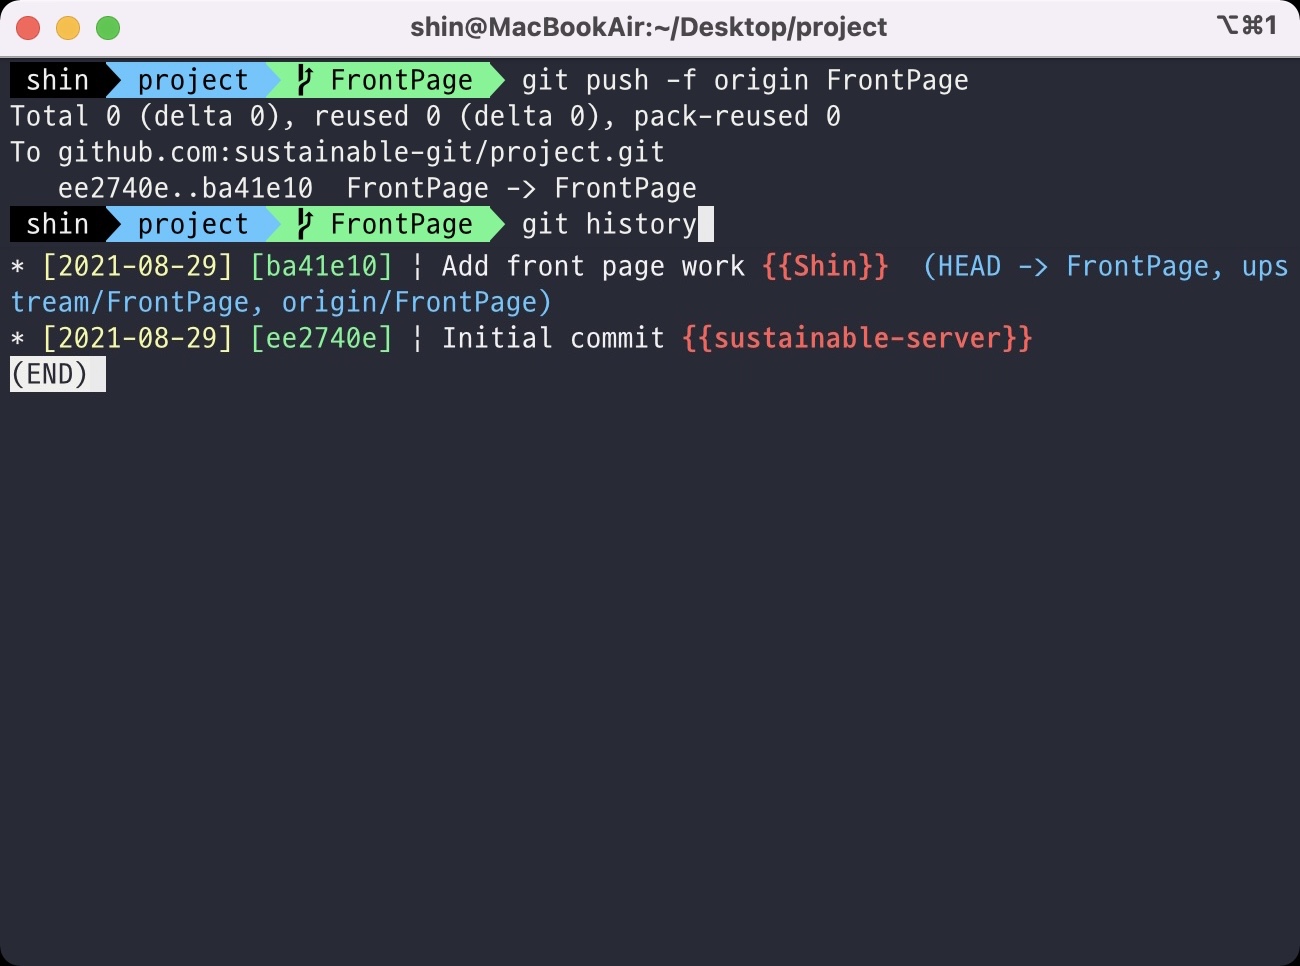 shin@MacBookAir:~/Desktop/project
⌥⌘1
shin project FrontPage git push -f origin FrontPage
Total 0 (delta 0), reused 0 (delta 0), pack-reused 0
To github.com:sustainable-git/project.git
ee2740e..ba41e10 FrontPage -> FrontPage
shin project FrontPage git history
* [2021-08-29] [ba41e10] ¦ Add front page work {{Shin}} (HEAD -> FrontPage, ups
tream/FrontPage, origin/FrontPage)
* [2021-08-29] [ee2740e] ¦ Initial commit {{sustainable-server}}
(END)